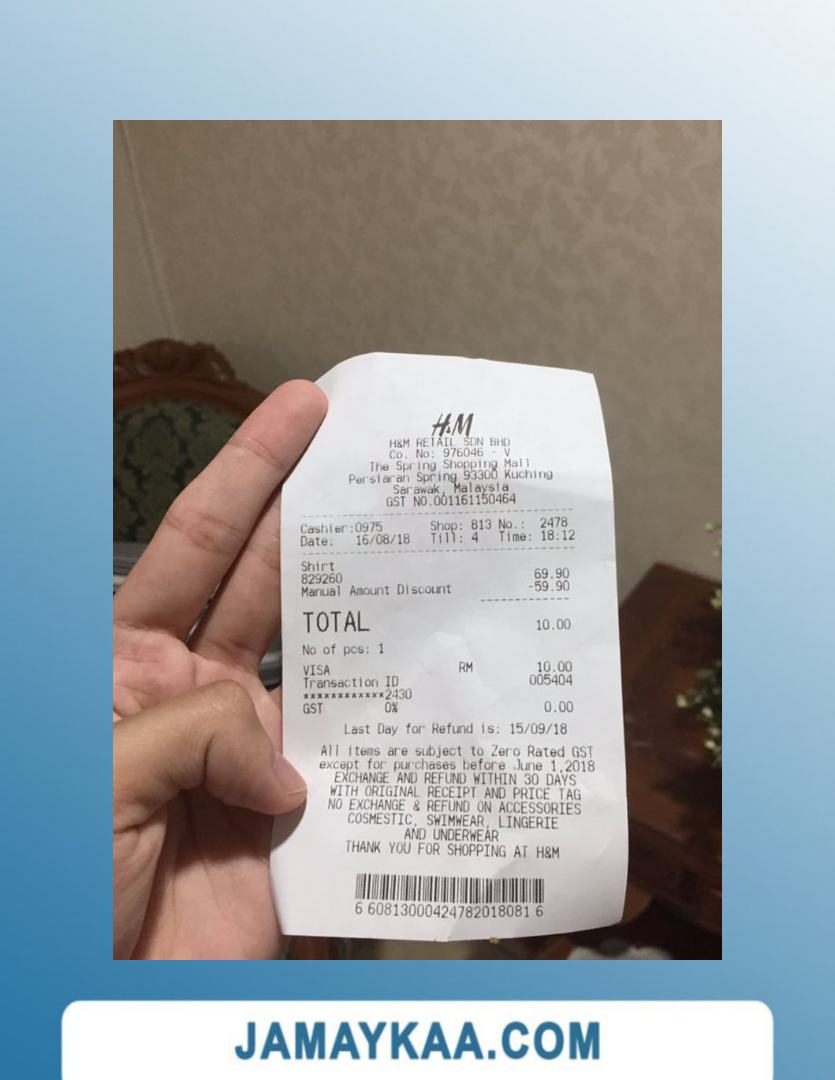 H&M
H&M RETAIL SDN BHD
Co. No: 976046 - V
The Spring Shopping Mall
Persiaran Spring 93300 Kuching
Sarawak, Malaysia
GST NO.001161150464
Cashier:0975 Shop: 813 No.: 2478
Date: 16/08/18 Till: 4 Time: 18:12
Shirt
829260 69.90
Manual Amount Discount -59.90
TOTAL 10.00
No of pcs: 1
VISA RM 10.00
Transaction ID 005404
************2430
GST 0% 0.00
Last Day for Refund is: 15/09/18
All items are subject to Zero Rated GST
except for purchases before June 1,2018
EXCHANGE AND REFUND WITHIN 30 DAYS
WITH ORIGINAL RECEIPT AND PRICE TAG
NO EXCHANGE & REFUND ON ACCESSORIES
COSMESTIC, SWIMWEAR, LINGERIE
AND UNDERWEAR
THANK YOU FOR SHOPPING AT H&M
6 608130004247820180816
JAMAYKAA.COM